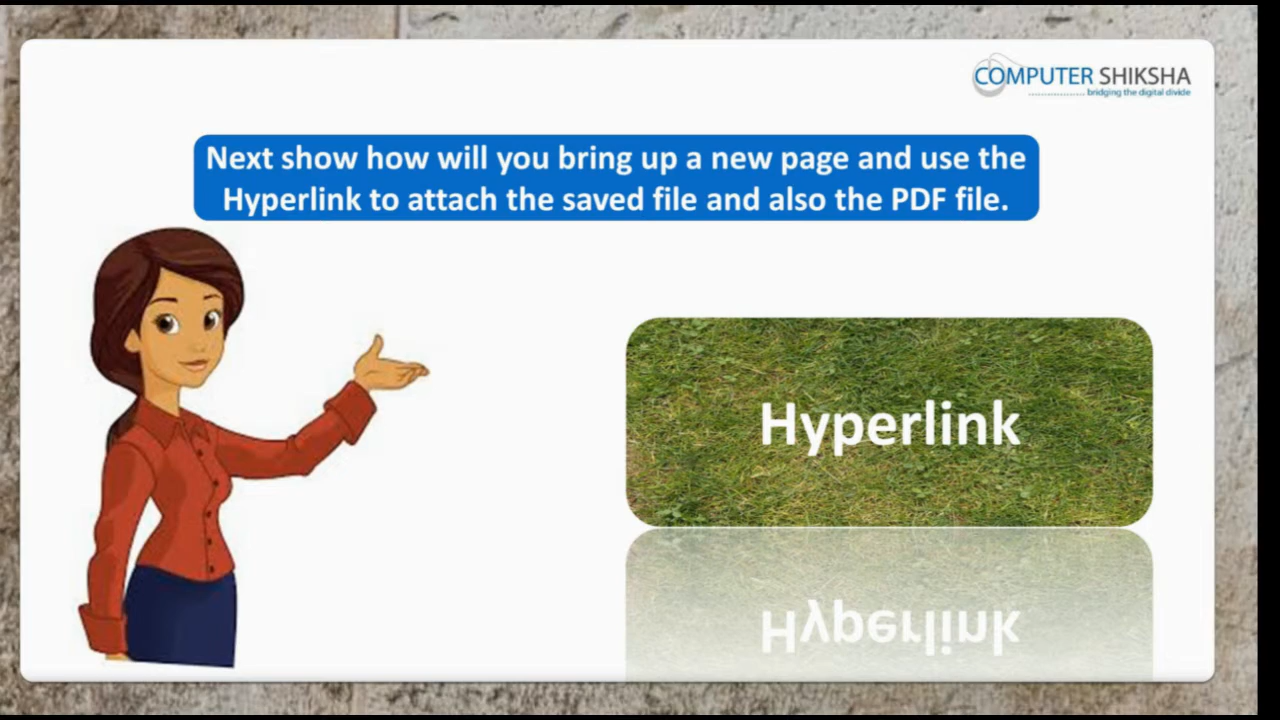 COMPUTER SHIKSHA
bridging the digital divide
Next show how will you bring up a new page and use the
Hyperlink to attach the saved file and also the PDF file.
Hyperlink
Hyperlink